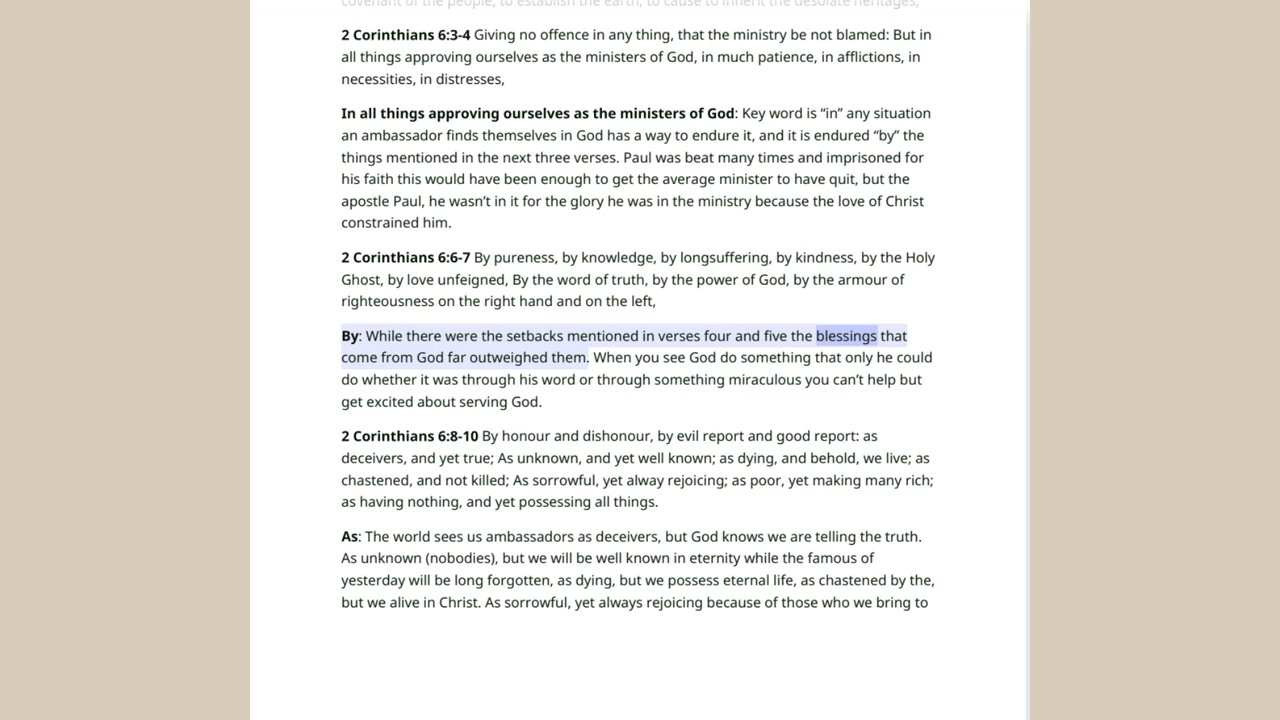 covenant of the people, to establish the earth, to cause to inherit the desolate heritages;
2 Corinthians 6:3-4 Giving no offence in any thing, that the ministry be not blamed: But in
all things approving ourselves as the ministers of God, in much patience, in afflictions, in
necessities, in distresses,
In all things approving ourselves as the ministers of God: Key word is “in” any situation
an ambassador finds themselves in God has a way to endure it, and it is endured “by” the
things mentioned in the next three verses. Paul was beat many times and imprisoned for
his faith this would have been enough to get the average minister to have quit, but the
apostle Paul, he wasn’t in it for the glory he was in the ministry because the love of Christ
constrained him.
2 Corinthians 6:6-7 By pureness, by knowledge, by longsuffering, by kindness, by the Holy
Ghost, by love unfeigned, By the word of truth, by the power of God, by the armour of
righteousness on the right hand and on the left,
By: While there were the setbacks mentioned in verses four and five the blessings that
come from God far outweighed them. When you see God do something that only he could
do whether it was through his word or through something miraculous you can’t help but
get excited about serving God.
2 Corinthians 6:8-10 By honour and dishonour, by evil report and good report: as
deceivers, and yet true; As unknown, and yet well known; as dying, and behold, we live; as
chastened, and not killed; As sorrowful, yet alway rejoicing; as poor, yet making many rich;
as having nothing, and yet possessing all things.
As: The world sees us ambassadors as deceivers, but God knows we are telling the truth.
As unknown (nobodies), but we will be well known in eternity while the famous of
yesterday will be long forgotten, as dying, but we possess eternal life, as chastened by the,
but we alive in Christ. As sorrowful, yet always rejoicing because of those who we bring to